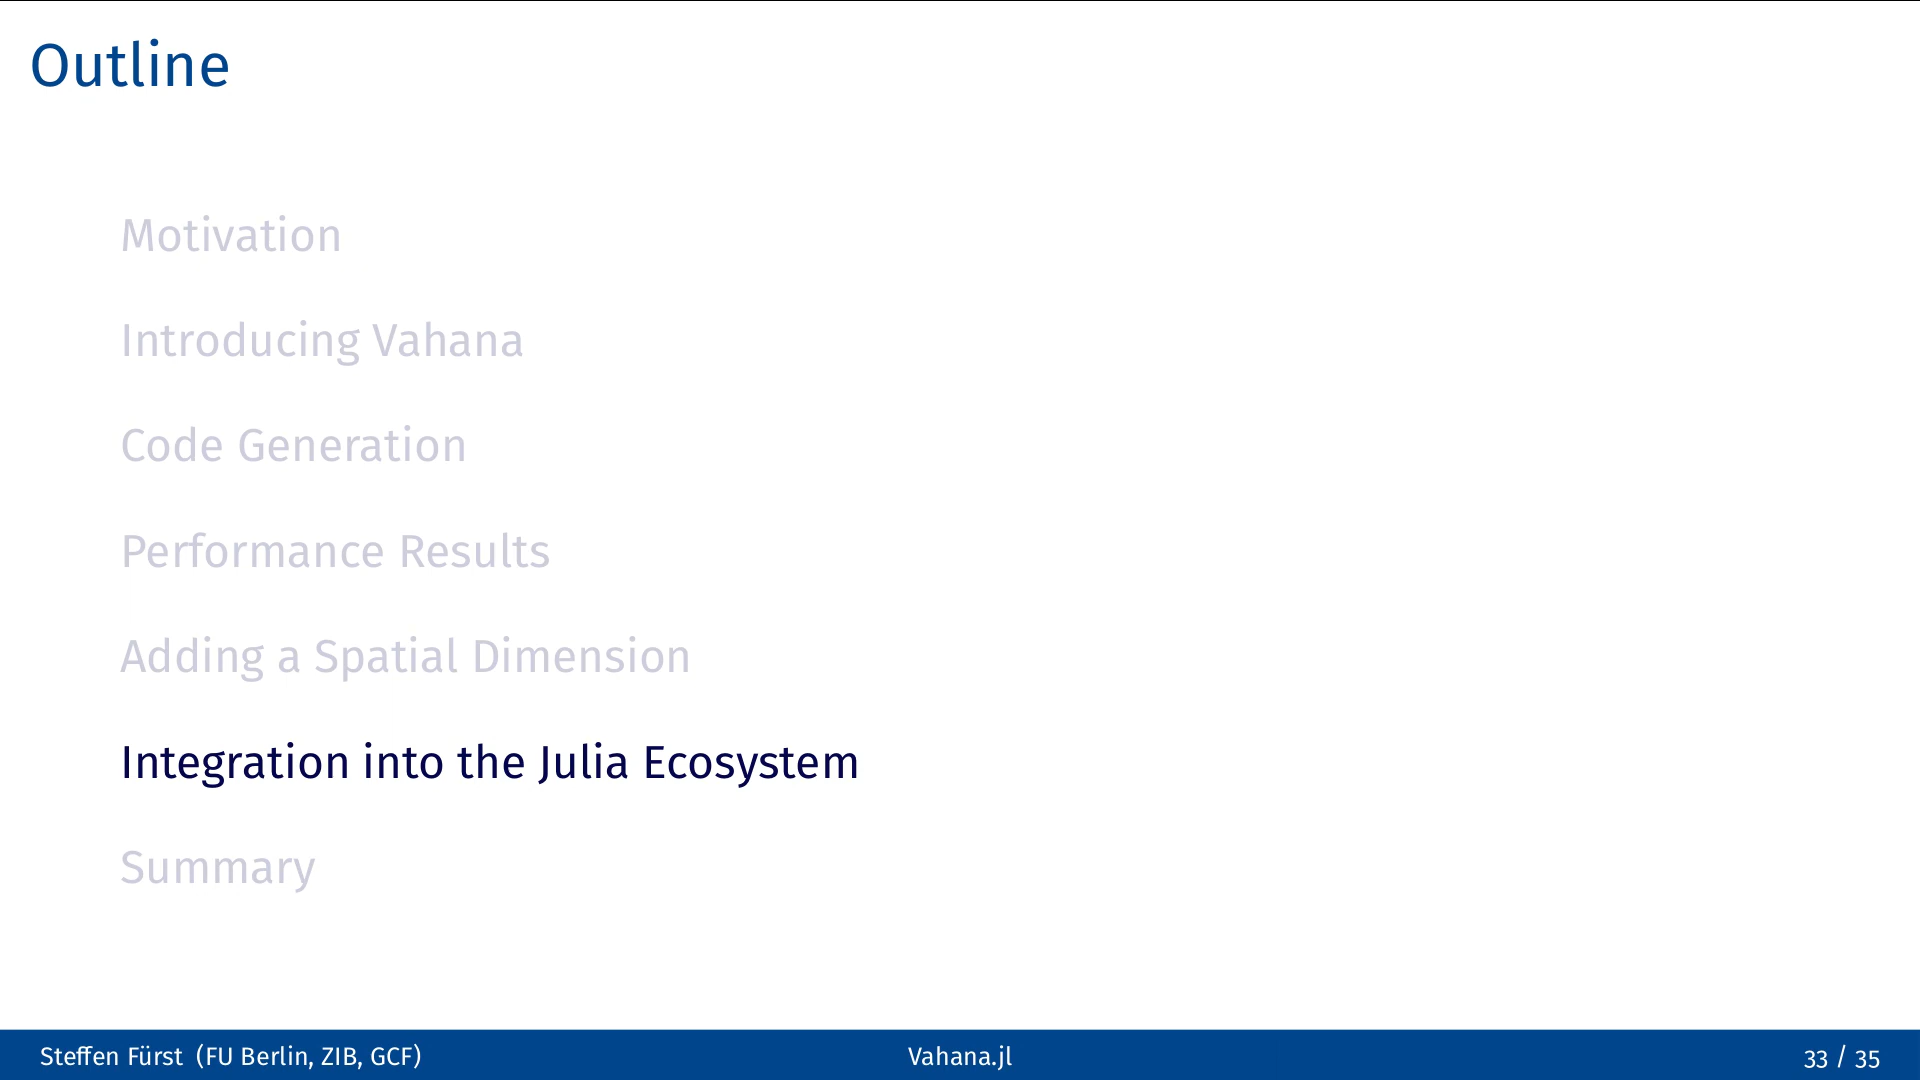 Outline
Motivation
Introducing Vahana
Code Generation
Performance Results
Adding a Spatial Dimension
Integration into the Julia Ecosystem
Summary
Steffen Fürst (FU Berlin, ZIB, GCF) Vahana.jl 33 / 35